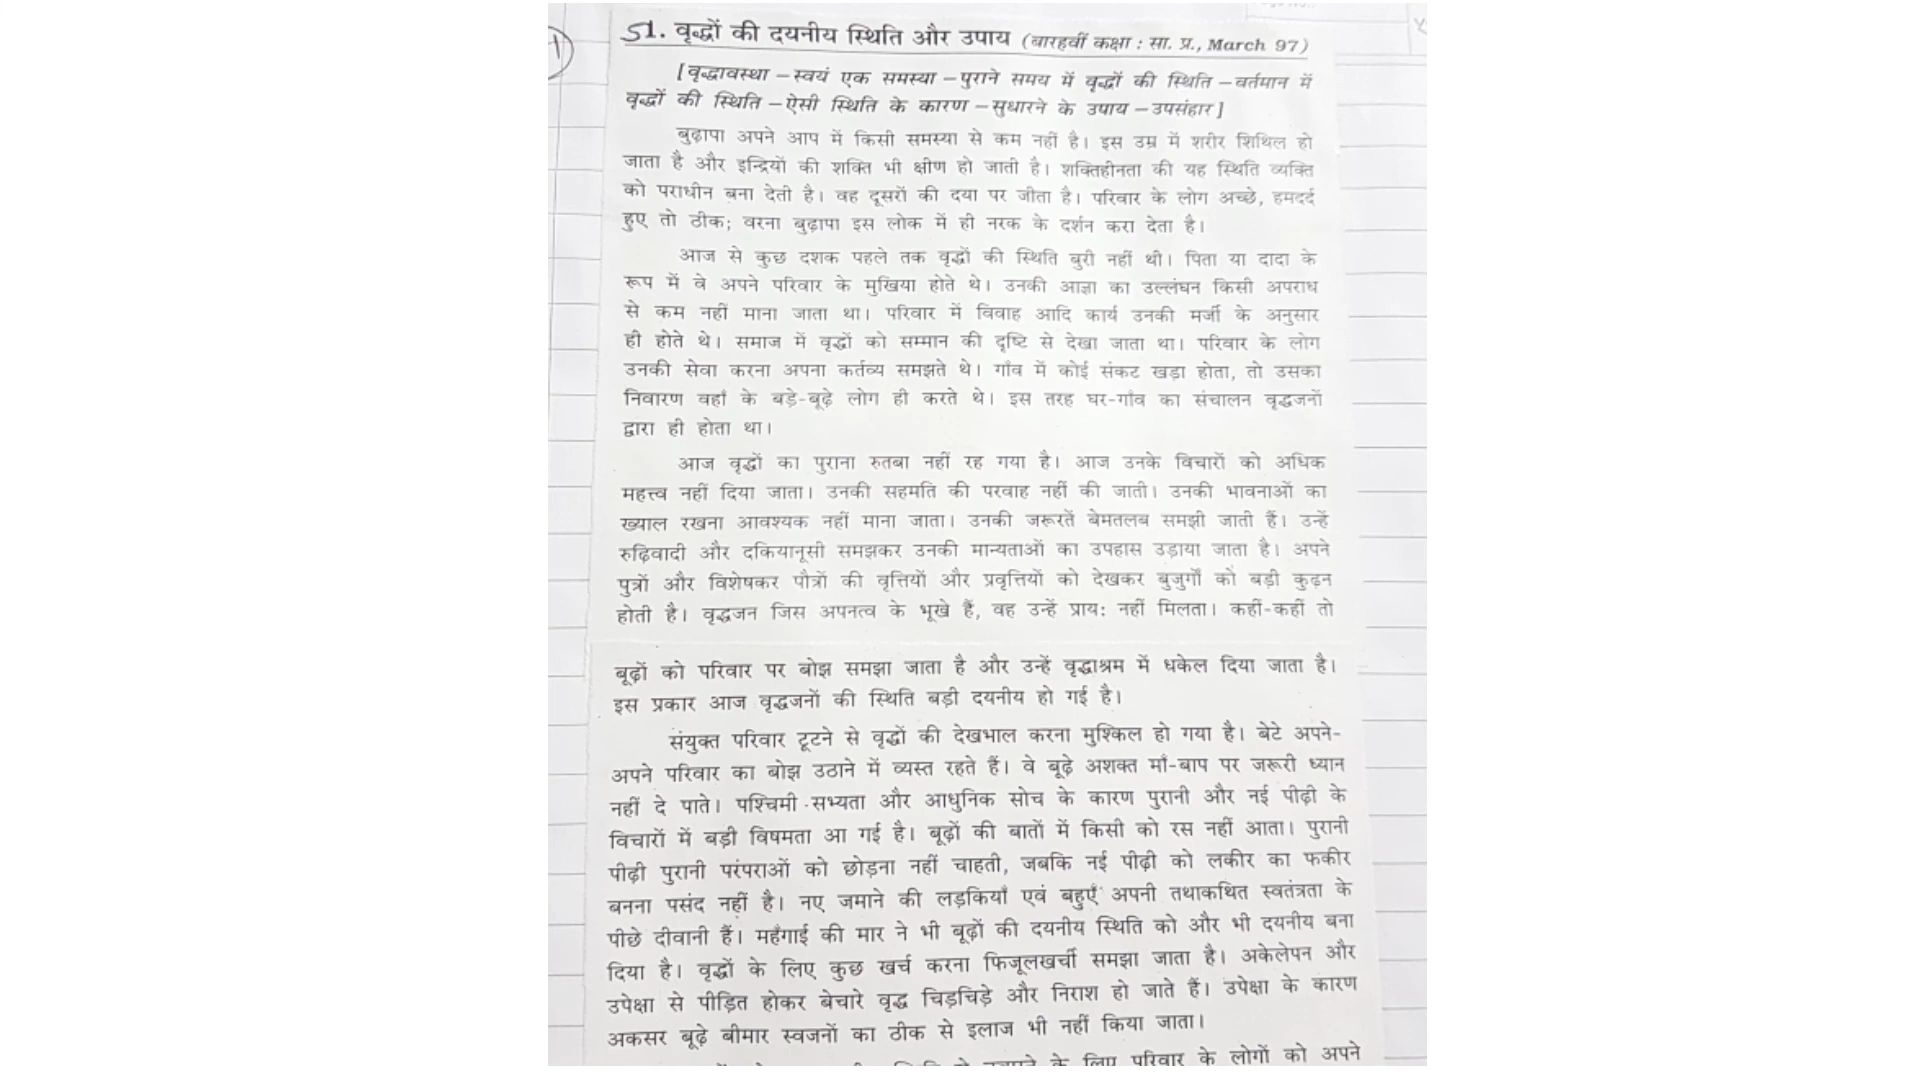 51. वृद्धों की दयनीय स्थिति और उपाय (बारहवीं कक्षा : सा. प्र., March 97)
[वृद्धावस्था – स्वयं एक समस्या – पुराने समय में वृद्धों की स्थिति – वर्तमान में
वृद्धों की स्थिति – ऐसी स्थिति के कारण – सुधारने के उपाय – उपसंहार]
बुढ़ापा अपने आप में किसी समस्या से कम नहीं है। इस उम्र में शरीर शिथिल हो
जाता है और इन्द्रियों की शक्ति भी क्षीण हो जाती है। शक्तिहीनता की यह स्थिति व्यक्ति
को पराधीन बना देती है। वह दूसरों की दया पर जीता है। परिवार के लोग अच्छे, हमदर्द
हुए तो ठीक; वरना बुढ़ापा इस लोक में ही नरक के दर्शन करा देता है।
आज से कुछ दशक पहले तक वृद्धों की स्थिति बुरी नहीं थी। पिता या दादा के
रूप में वे अपने परिवार के मुखिया होते थे। उनकी आज्ञा का उल्लंघन किसी अपराध
से कम नहीं माना जाता था। परिवार में विवाह आदि कार्य उनकी मर्जी के अनुसार
ही होते थे। समाज में वृद्धों को सम्मान की दृष्टि से देखा जाता था। परिवार के लोग
उनकी सेवा करना अपना कर्तव्य समझते थे। गाँव में कोई संकट खड़ा होता, तो उसका
निवारण वहाँ के बड़े-बूढ़े लोग ही करते थे। इस तरह घर-गाँव का संचालन वृद्धजनों
द्वारा ही होता था।
आज वृद्धों का पुराना रुतबा नहीं रह गया है। आज उनके विचारों को अधिक
महत्त्व नहीं दिया जाता। उनकी सहमति की परवाह नहीं की जाती। उनकी भावनाओं का
ख्याल रखना आवश्यक नहीं माना जाता। उनकी जरूरतें बेमतलब समझी जाती हैं। उन्हें
रुढ़िवादी और दकियानूसी समझकर उनकी मान्यताओं का उपहास उड़ाया जाता है। अपने
पुत्रों और विशेषकर पौत्रों की वृत्तियों और प्रवृत्तियों को देखकर बुजुर्गों को बड़ी कुढ़न
होती है। वृद्धजन जिस अपनत्व के भूखे हैं, वह उन्हें प्राय: नहीं मिलता। कहीं-कहीं तो
बूढ़ों को परिवार पर बोझ समझा जाता है और उन्हें वृद्धाश्रम में धकेल दिया जाता है।
इस प्रकार आज वृद्धजनों की स्थिति बड़ी दयनीय हो गई है।
संयुक्त परिवार टूटने से वृद्धों की देखभाल करना मुश्किल हो गया है। बेटे अपने-
अपने परिवार का बोझ उठाने में व्यस्त रहते हैं। वे बूढ़े अशक्त माँ-बाप पर जरूरी ध्यान
नहीं दे पाते। पश्चिमी सभ्यता और आधुनिक सोच के कारण पुरानी और नई पीढ़ी के
विचारों में बड़ी विषमता आ गई है। बूढ़ों की बातों में किसी को रस नहीं आता। पुरानी
पीढ़ी पुरानी परंपराओं को छोड़ना नहीं चाहती, जबकि नई पीढ़ी को लकीर का फकीर
बनना पसंद नहीं है। नए जमाने की लड़कियाँ एवं बहुएँ अपनी तथाकथित स्वतंत्रता के
पीछे दीवानी हैं। महँगाई की मार ने भी बूढ़ों की दयनीय स्थिति को और भी दयनीय बना
दिया है। वृद्धों के लिए कुछ खर्च करना फिजूलखर्ची समझा जाता है। अकेलेपन और
उपेक्षा से पीड़ित होकर बेचारे वृद्ध चिड़चिड़े और निराश हो जाते हैं। उपेक्षा के कारण
अकसर बूढ़े बीमार स्वजनों का ठीक से इलाज भी नहीं किया जाता।
के लिए परिवार के लोगों को अपने